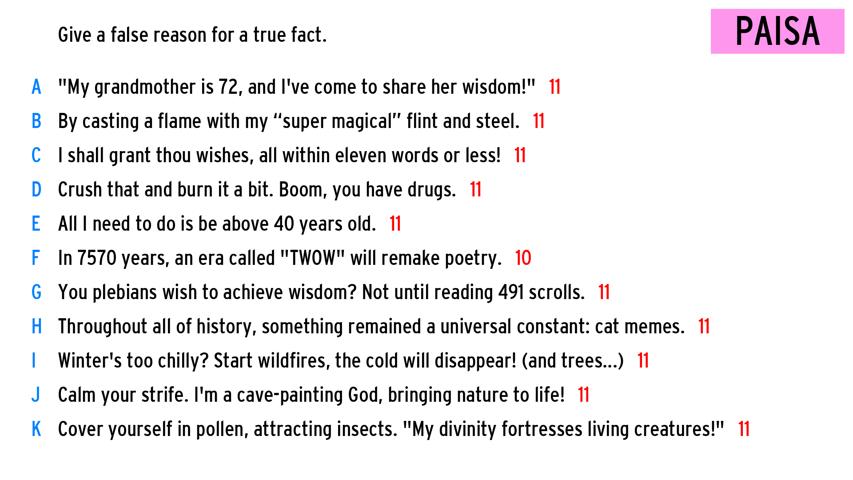 Give a false reason for a true fact.
PAISA
A "My grandmother is 72, and I've come to share her wisdom!" 11
B By casting a flame with my “super magical” flint and steel. 11
C I shall grant thou wishes, all within eleven words or less! 11
D Crush that and burn it a bit. Boom, you have drugs. 11
E All I need to do is be above 40 years old. 11
F In 7570 years, an era called "TWOW" will remake poetry. 10
G You plebians wish to achieve wisdom? Not until reading 491 scrolls. 11
H Throughout all of history, something remained a universal constant: cat memes. 11
I Winter's too chilly? Start wildfires, the cold will disappear! (and trees...) 11
J Calm your strife. I'm a cave-painting God, bringing nature to life! 11
K Cover yourself in pollen, attracting insects. "My divinity fortresses living creatures!" 11